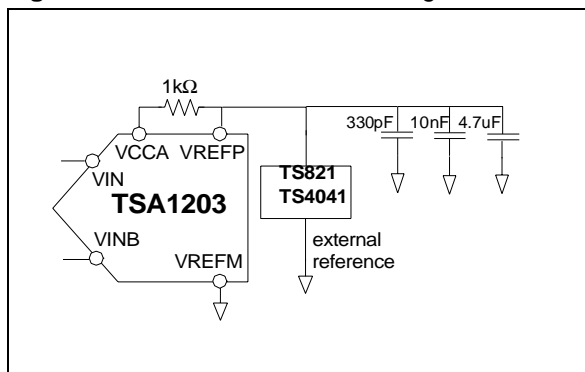 1kΩ
330pF 10nF 4.7uF
VCCA VREFP
TS821
TS4041
VIN
TSA1203
VINB
external
reference
VREFM